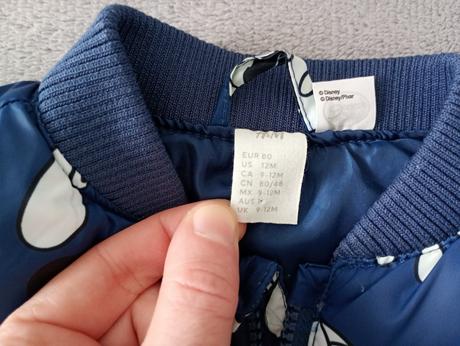 © Disney
© Disney/Pixar
H&M
EUR 80
US 12M
CA 9-12M
CN 80/48
MX 9-12M
AUS 1
UK 9-12M